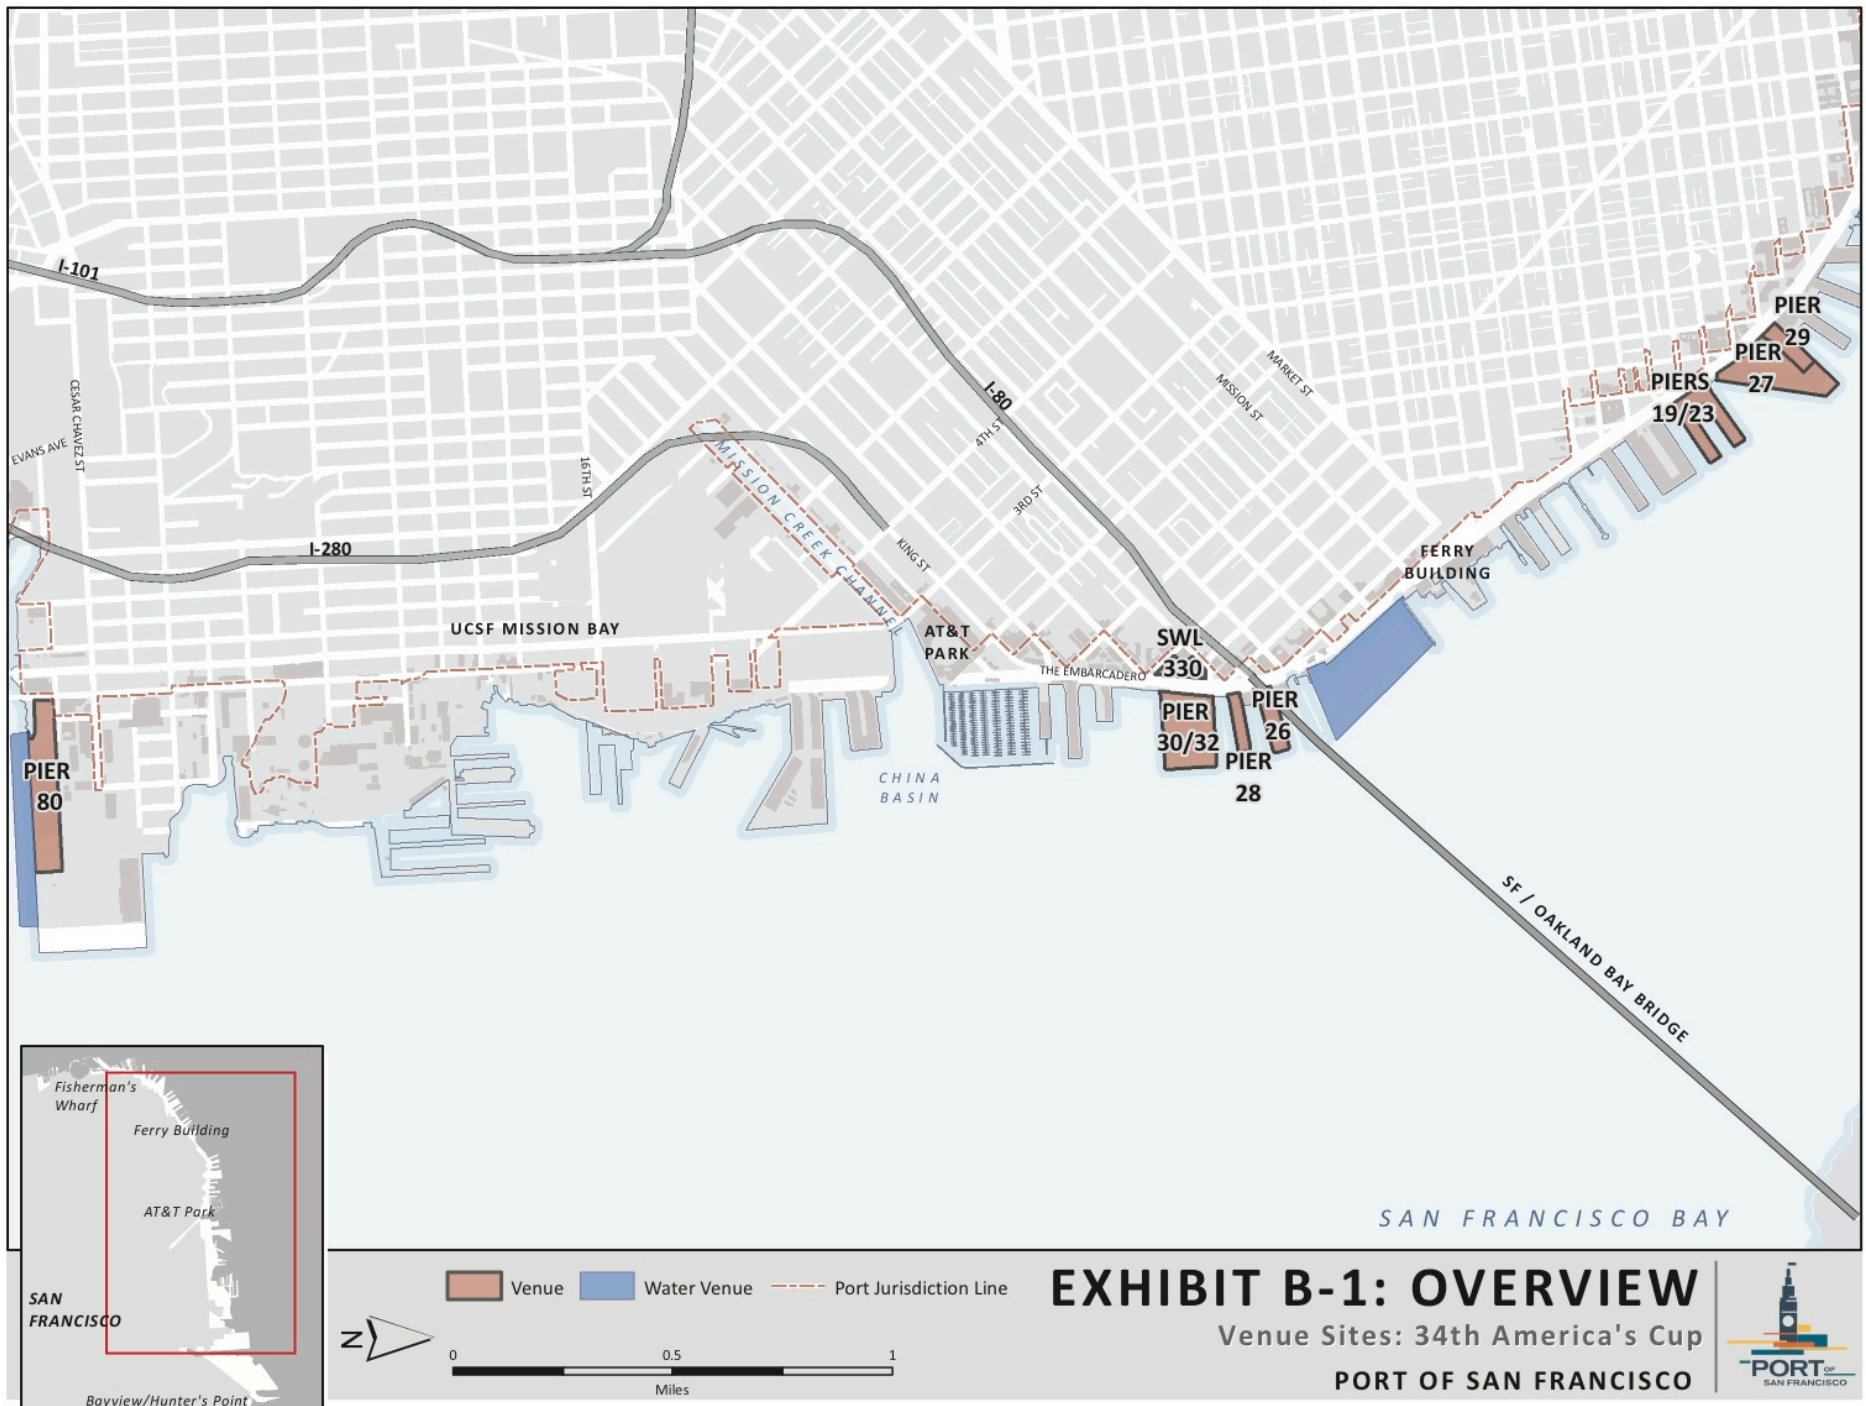 I-101
I-80
I-280
MARKET ST
MISSION ST
4TH ST
3RD ST
KING ST
16TH ST
CESAR CHAVEZ ST
EVANS AVE
MISSION CREEK CHANNEL
PIER
29
PIER
27
PIERS
19/23
FERRY
BUILDING
UCSF MISSION BAY
AT&T
PARK
THE EMBARCADERO
SWL
330
PIER
30/32
PIER
28
PIER
26
PIER
80
CHINA
BASIN
SF / OAKLAND BAY BRIDGE
SAN FRANCISCO BAY
Fisherman's
Wharf
Ferry Building
AT&T Park
SAN
FRANCISCO
Bayview/Hunter's Point
Venue
Water Venue
Port Jurisdiction Line
N
0 0.5 1
Miles
EXHIBIT B-1: OVERVIEW
Venue Sites: 34th America's Cup
PORT OF SAN FRANCISCO
PORT OF
SAN FRANCISCO